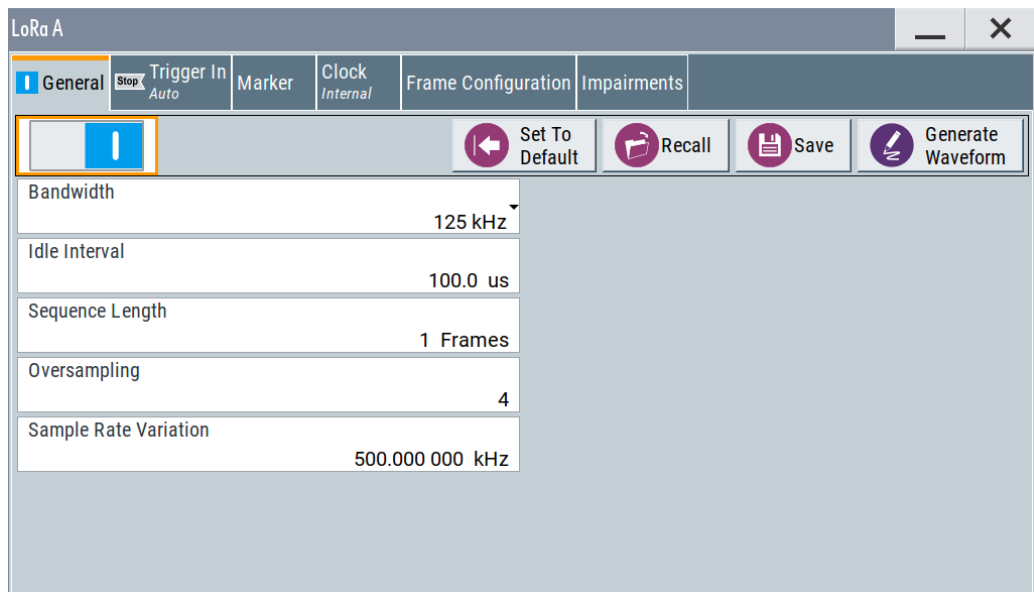 LoRa A
General
Stop
Trigger In
Auto
Marker
Clock
Internal
Frame Configuration
Impairments
Set To
Default
Recall
Save
Generate
Waveform
Bandwidth
125 kHz
Idle Interval
100.0 us
Sequence Length
1 Frames
Oversampling
4
Sample Rate Variation
500.000 000 kHz